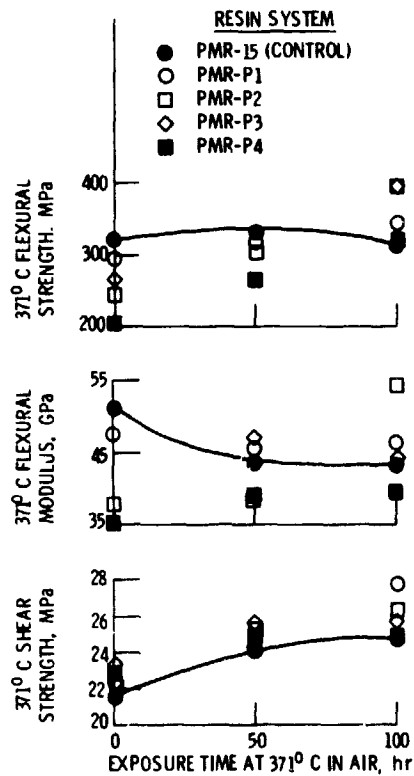 RESIN SYSTEM
PMR-15 (CONTROL)
PMR-P1
PMR-P2
PMR-P3
PMR-P4
371⁰ C FLEXURAL
STRENGTH. MPa
400
300
200
371⁰ C FLEXURAL
MODULJS, GPa
55
45
35
371⁰ C SHEAR
STRENGTH, MPa
28
26
24
22
20
0
50
100
EXPOSURE TIME AT 371⁰ C IN AIR, hr